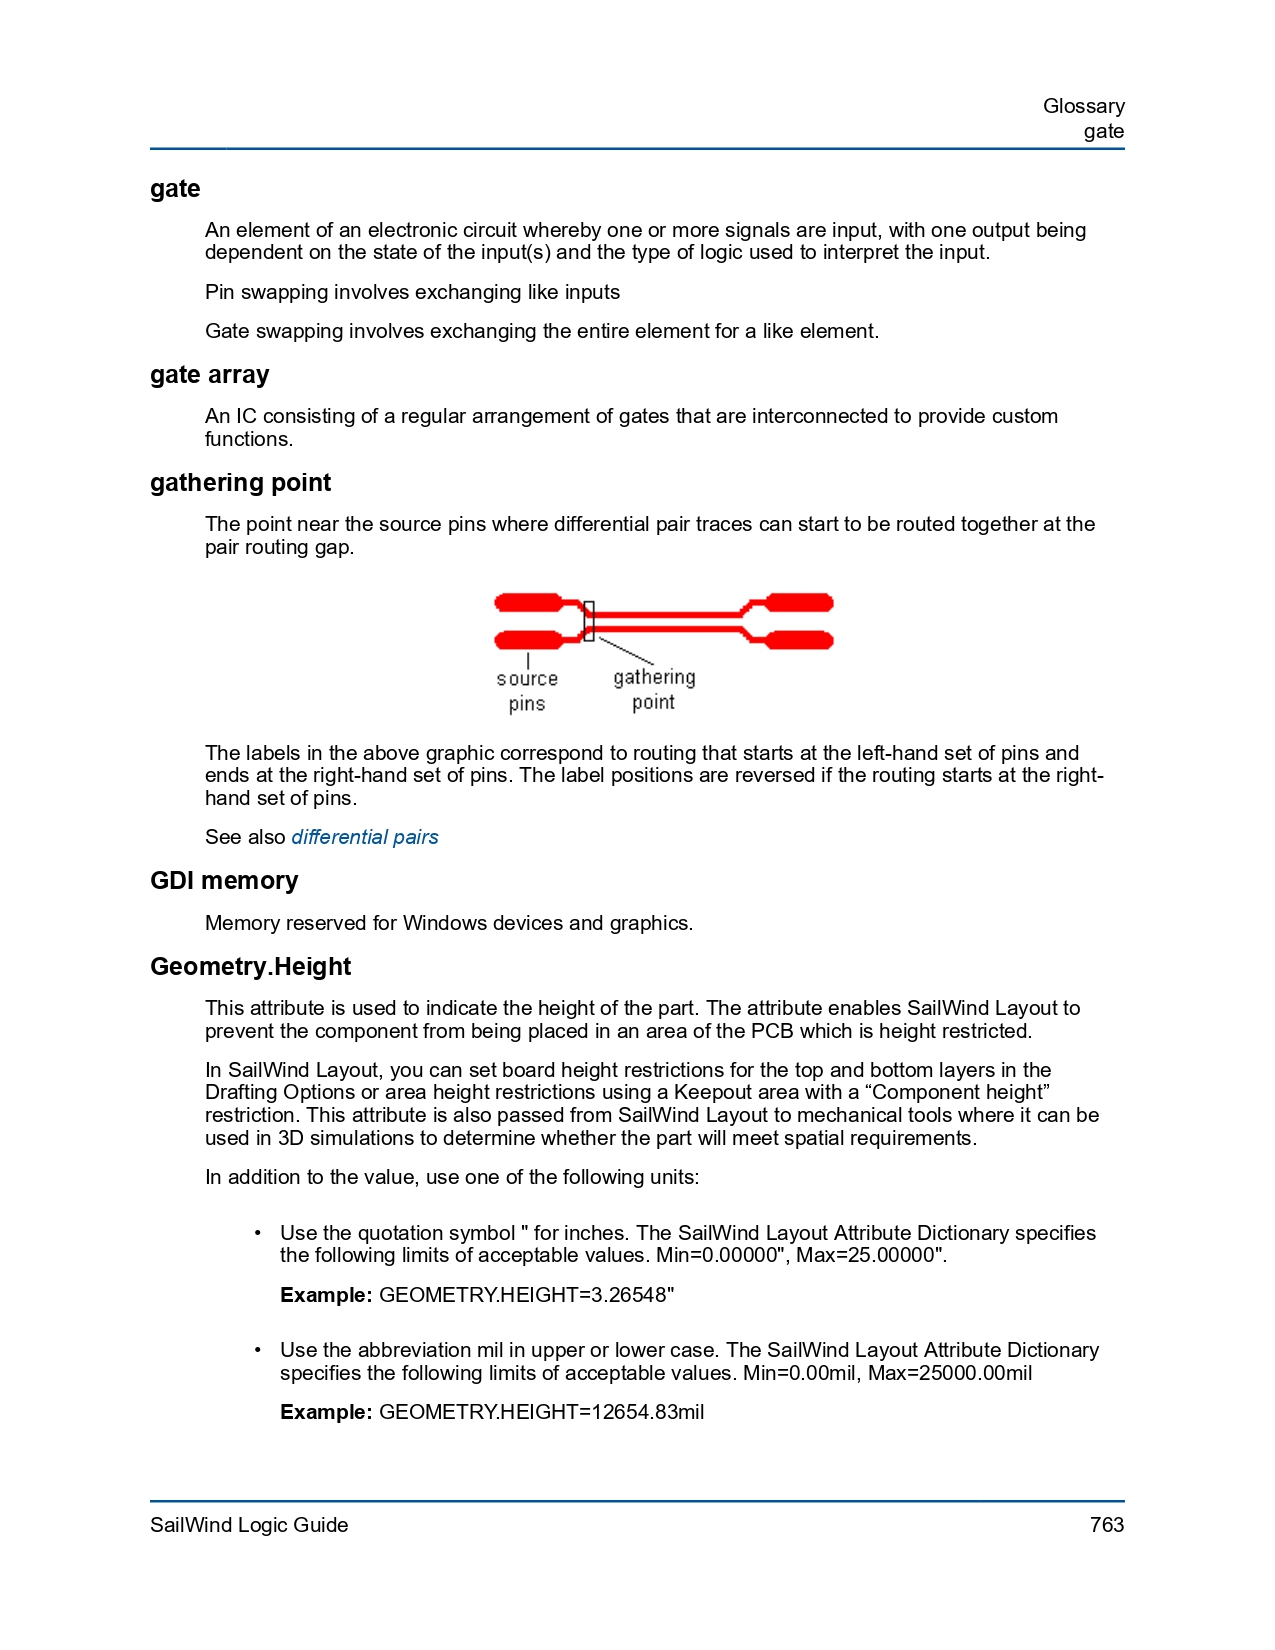 Glossary
gate
gate
An element of an electronic circuit whereby one or more signals are input, with one output being
dependent on the state of the input(s) and the type of logic used to interpret the input.
Pin swapping involves exchanging like inputs
Gate swapping involves exchanging the entire element for a like element.
gate array
An IC consisting of a regular arrangement of gates that are interconnected to provide custom
functions.
gathering point
The point near the source pins where differential pair traces can start to be routed together at the
pair routing gap.
source
pins
gathering
point
The labels in the above graphic correspond to routing that starts at the left-hand set of pins and
ends at the right-hand set of pins. The label positions are reversed if the routing starts at the right-
hand set of pins.
See also differential pairs
GDI memory
Memory reserved for Windows devices and graphics.
Geometry.Height
This attribute is used to indicate the height of the part. The attribute enables SailWind Layout to
prevent the component from being placed in an area of the PCB which is height restricted.
In SailWind Layout, you can set board height restrictions for the top and bottom layers in the
Drafting Options or area height restrictions using a Keepout area with a “Component height”
restriction. This attribute is also passed from SailWind Layout to mechanical tools where it can be
used in 3D simulations to determine whether the part will meet spatial requirements.
In addition to the value, use one of the following units:
• Use the quotation symbol " for inches. The SailWind Layout Attribute Dictionary specifies
the following limits of acceptable values. Min=0.00000", Max=25.00000".
Example: GEOMETRY.HEIGHT=3.26548"
• Use the abbreviation mil in upper or lower case. The SailWind Layout Attribute Dictionary
specifies the following limits of acceptable values. Min=0.00mil, Max=25000.00mil
Example: GEOMETRY.HEIGHT=12654.83mil
SailWind Logic Guide
763